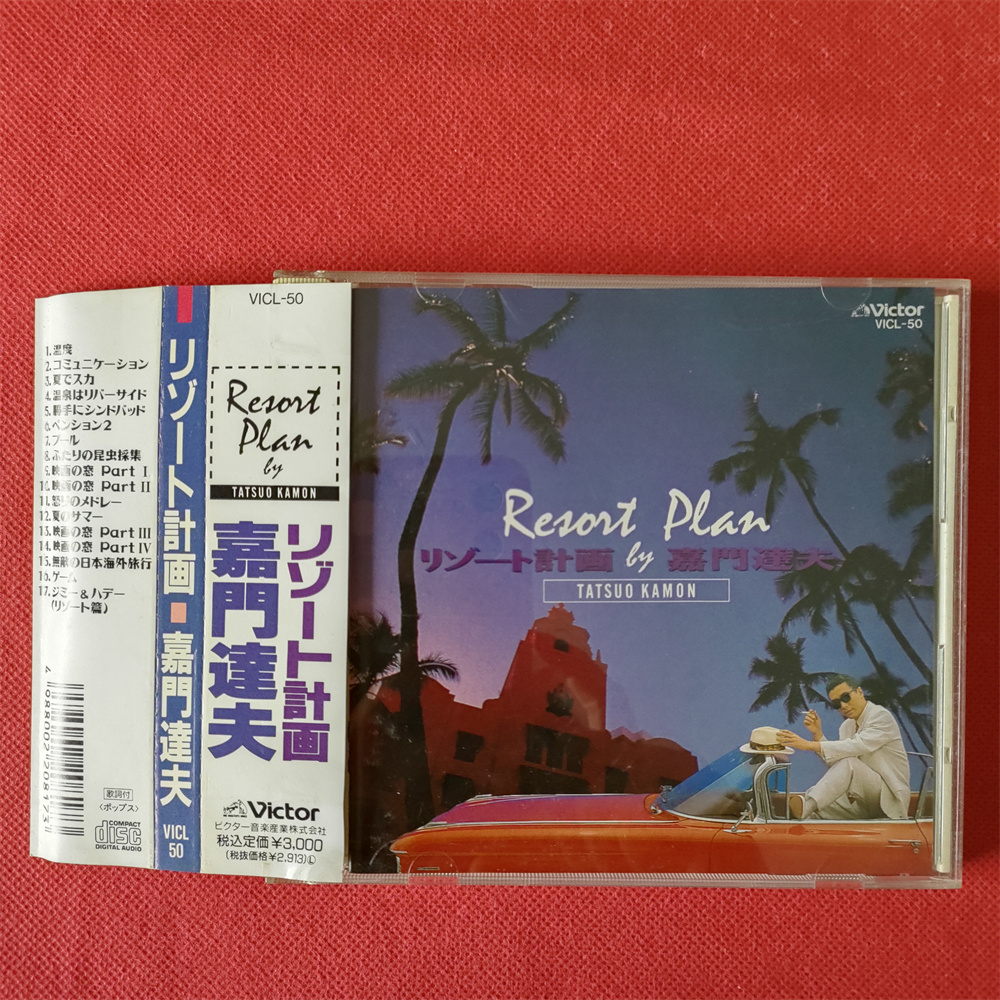 1.温度
2.コミュニケーション
3.夏でスカ
4.温泉はリバーサイド
5.勝手にシンドバッド
6.ペンション2
7.プール
8.ふたりの昆虫採集
9.映画の窓 Part I
10.映画の窓 Part II
11.怒りのメドレー
12.夏のサマー
13.映画の窓 Part III
14.映画の窓 Part IV
15.無敵の日本海外旅行
16.ゲーム
17.ジミー&ハデー
(リゾート篇)
4 988002 208173
歌詞付
〈ポップス〉
COMPACT
disc
DIGITAL AUDIO
リゾート計画 ■ 嘉門達夫
VICL
50
VICL-50
Resort
Plan
by
TATSUO KAMON
リゾート計画
嘉門達夫
Victor
ビクター音楽産業株式会社
税込定価¥3,000
(税抜価格¥2,913)Ⓛ
Victor
VICL-50
Resort Plan
リゾート計画 by 嘉門達夫
TATSUO KAMON